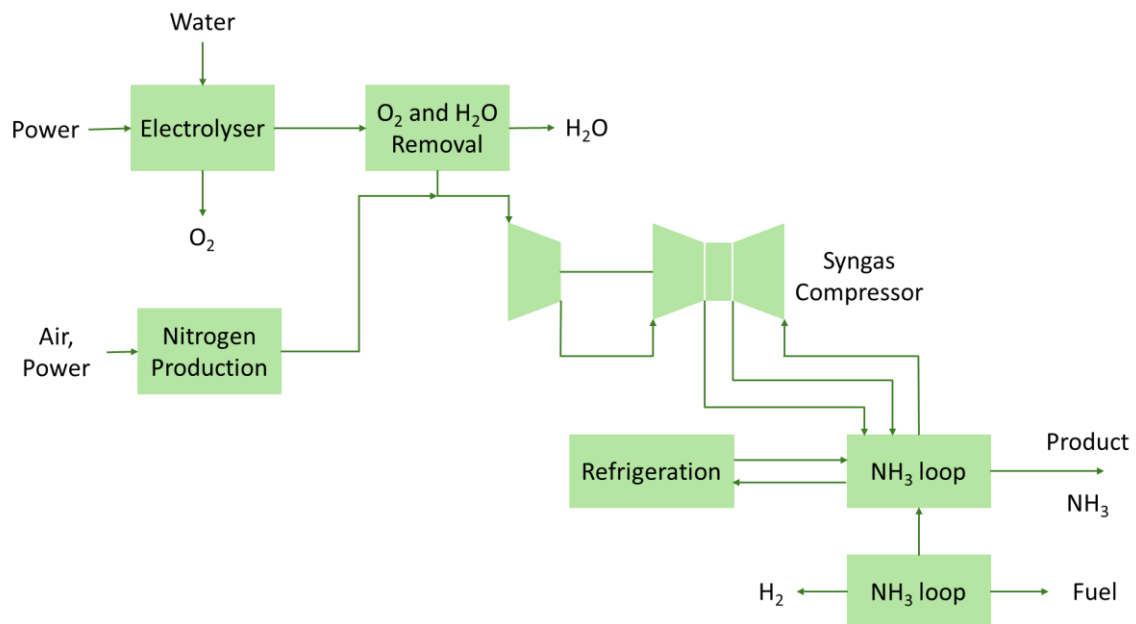 Water
Power
Electrolyser
O₂ and H₂O
Removal
H₂O
O₂
Syngas
Compressor
Air,
Power
Nitrogen
Production
Refrigeration
NH₃ loop
Product
NH₃
H₂
NH₃ loop
Fuel